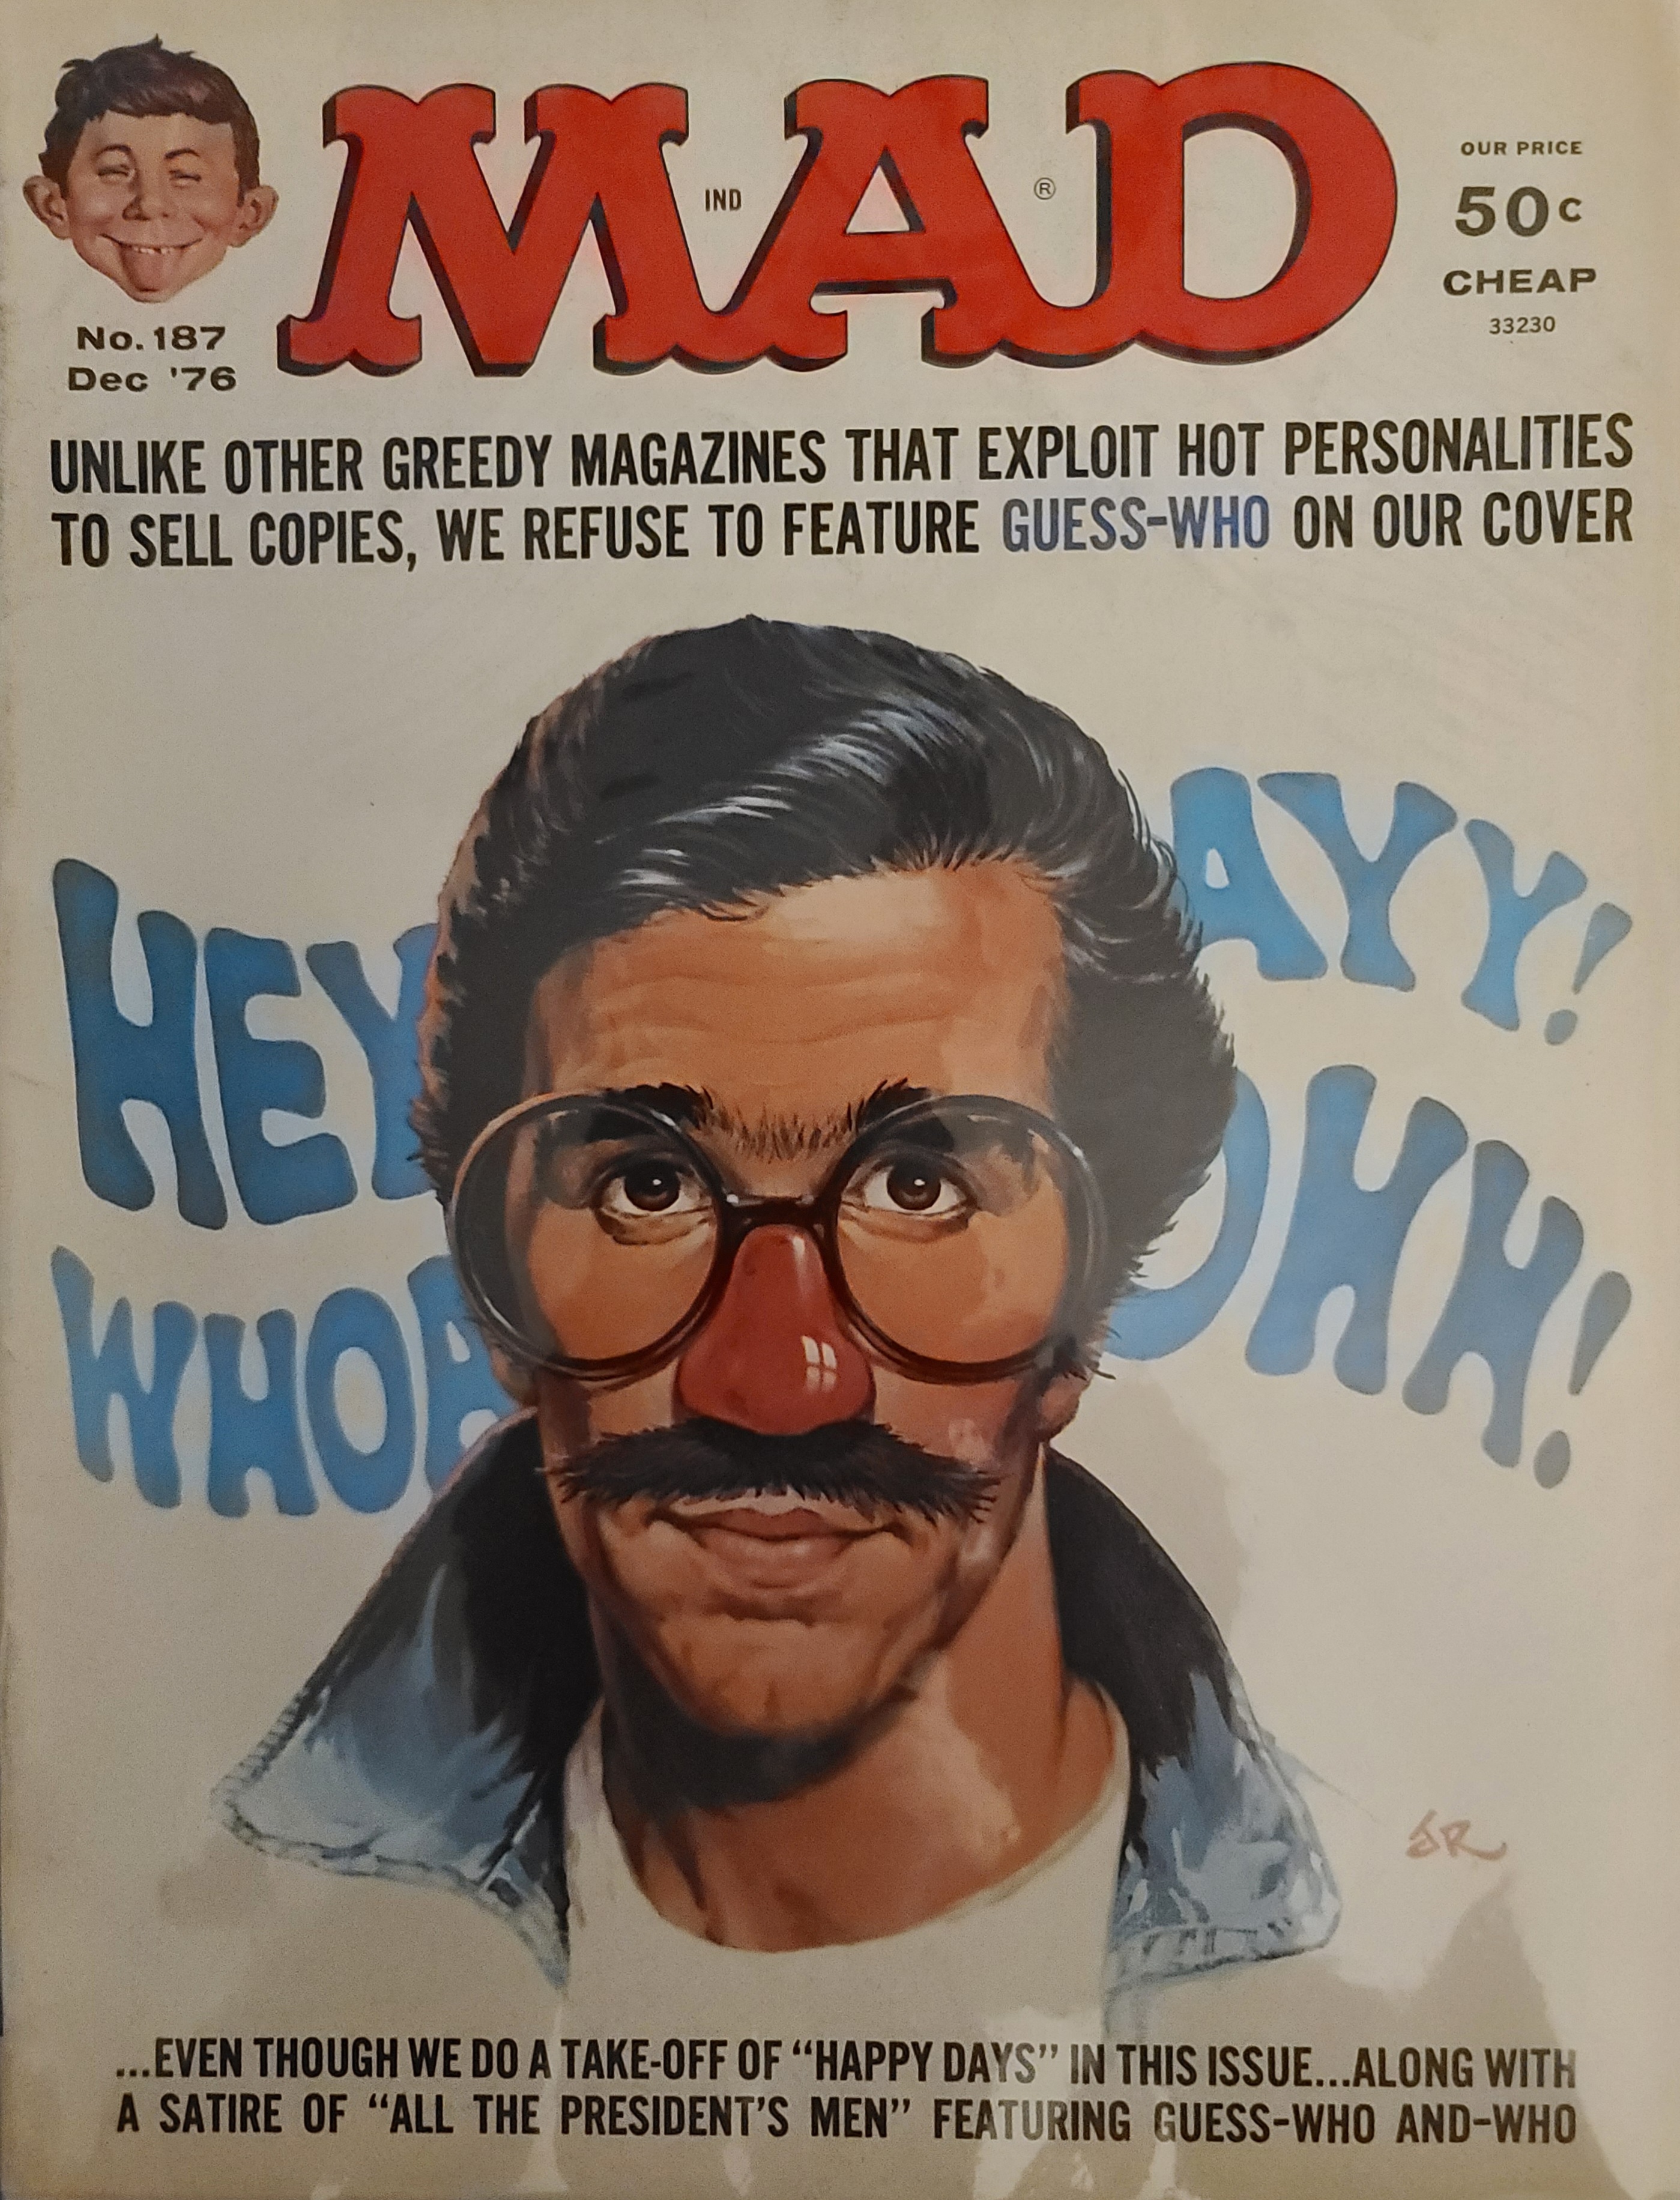 MAD
IND
®
OUR PRICE
50c
CHEAP
33230
No. 187
Dec '76
UNLIKE OTHER GREEDY MAGAZINES THAT EXPLOIT HOT PERSONALITIES
TO SELL COPIES, WE REFUSE TO FEATURE GUESS-WHO ON OUR COVER
HEY AYY!
WHOA OHH!
JR
...EVEN THOUGH WE DO A TAKE-OFF OF “HAPPY DAYS” IN THIS ISSUE...ALONG WITH
A SATIRE OF “ALL THE PRESIDENT'S MEN” FEATURING GUESS-WHO AND-WHO